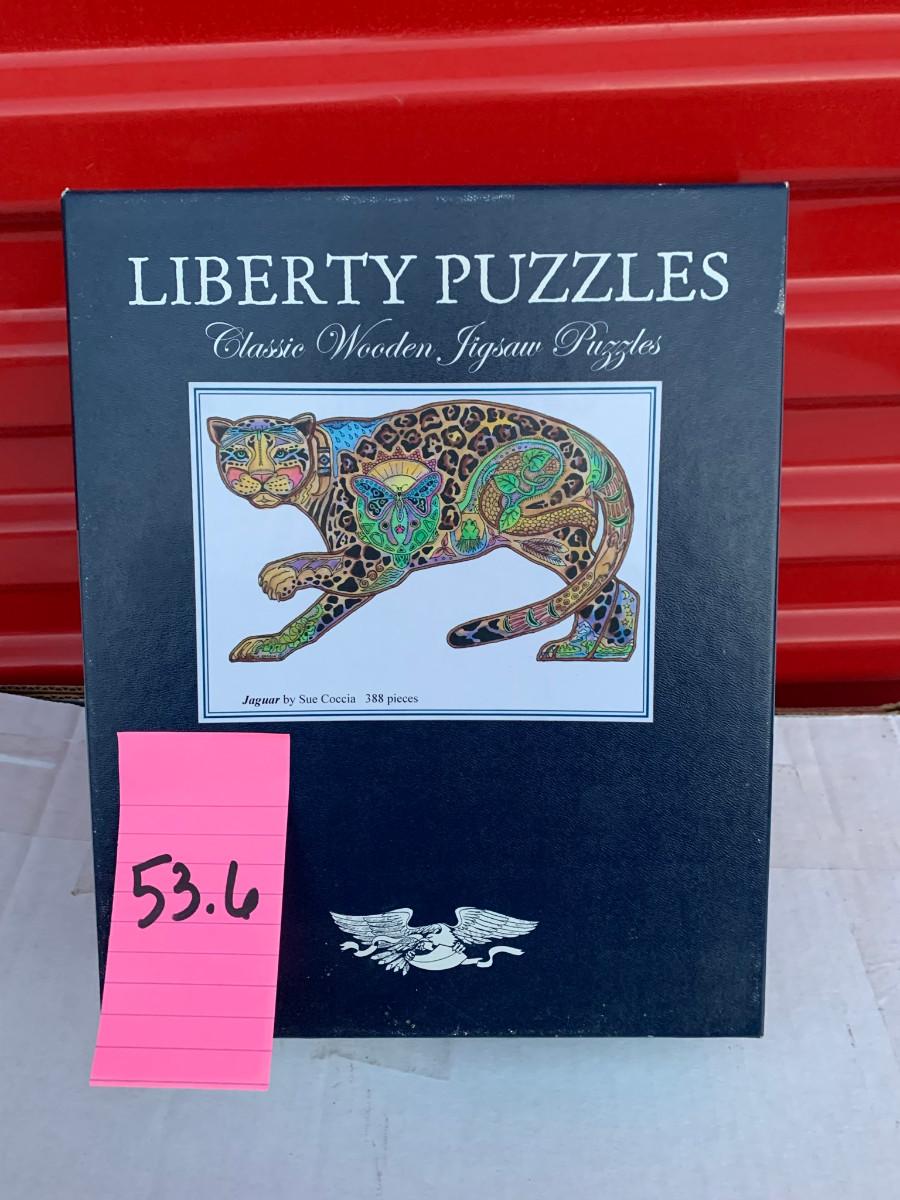 LIBERTY PUZZLES
Classic Wooden Jigsaw Puzzles
Jaguar by Sue Coccia 388 pieces
53.6